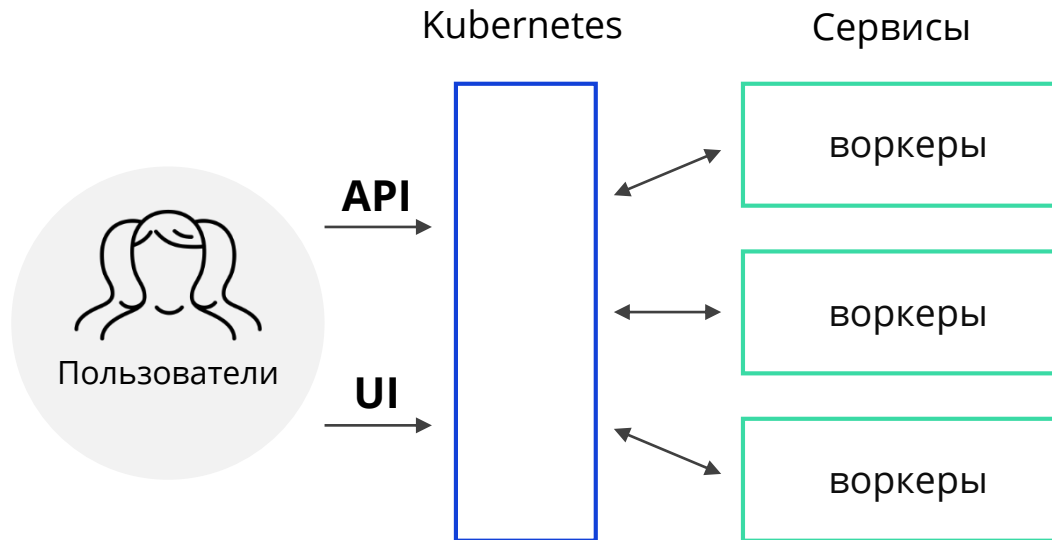 Kubernetes
Сервисы
воркеры
API
воркеры
Пользователи
UI
воркеры